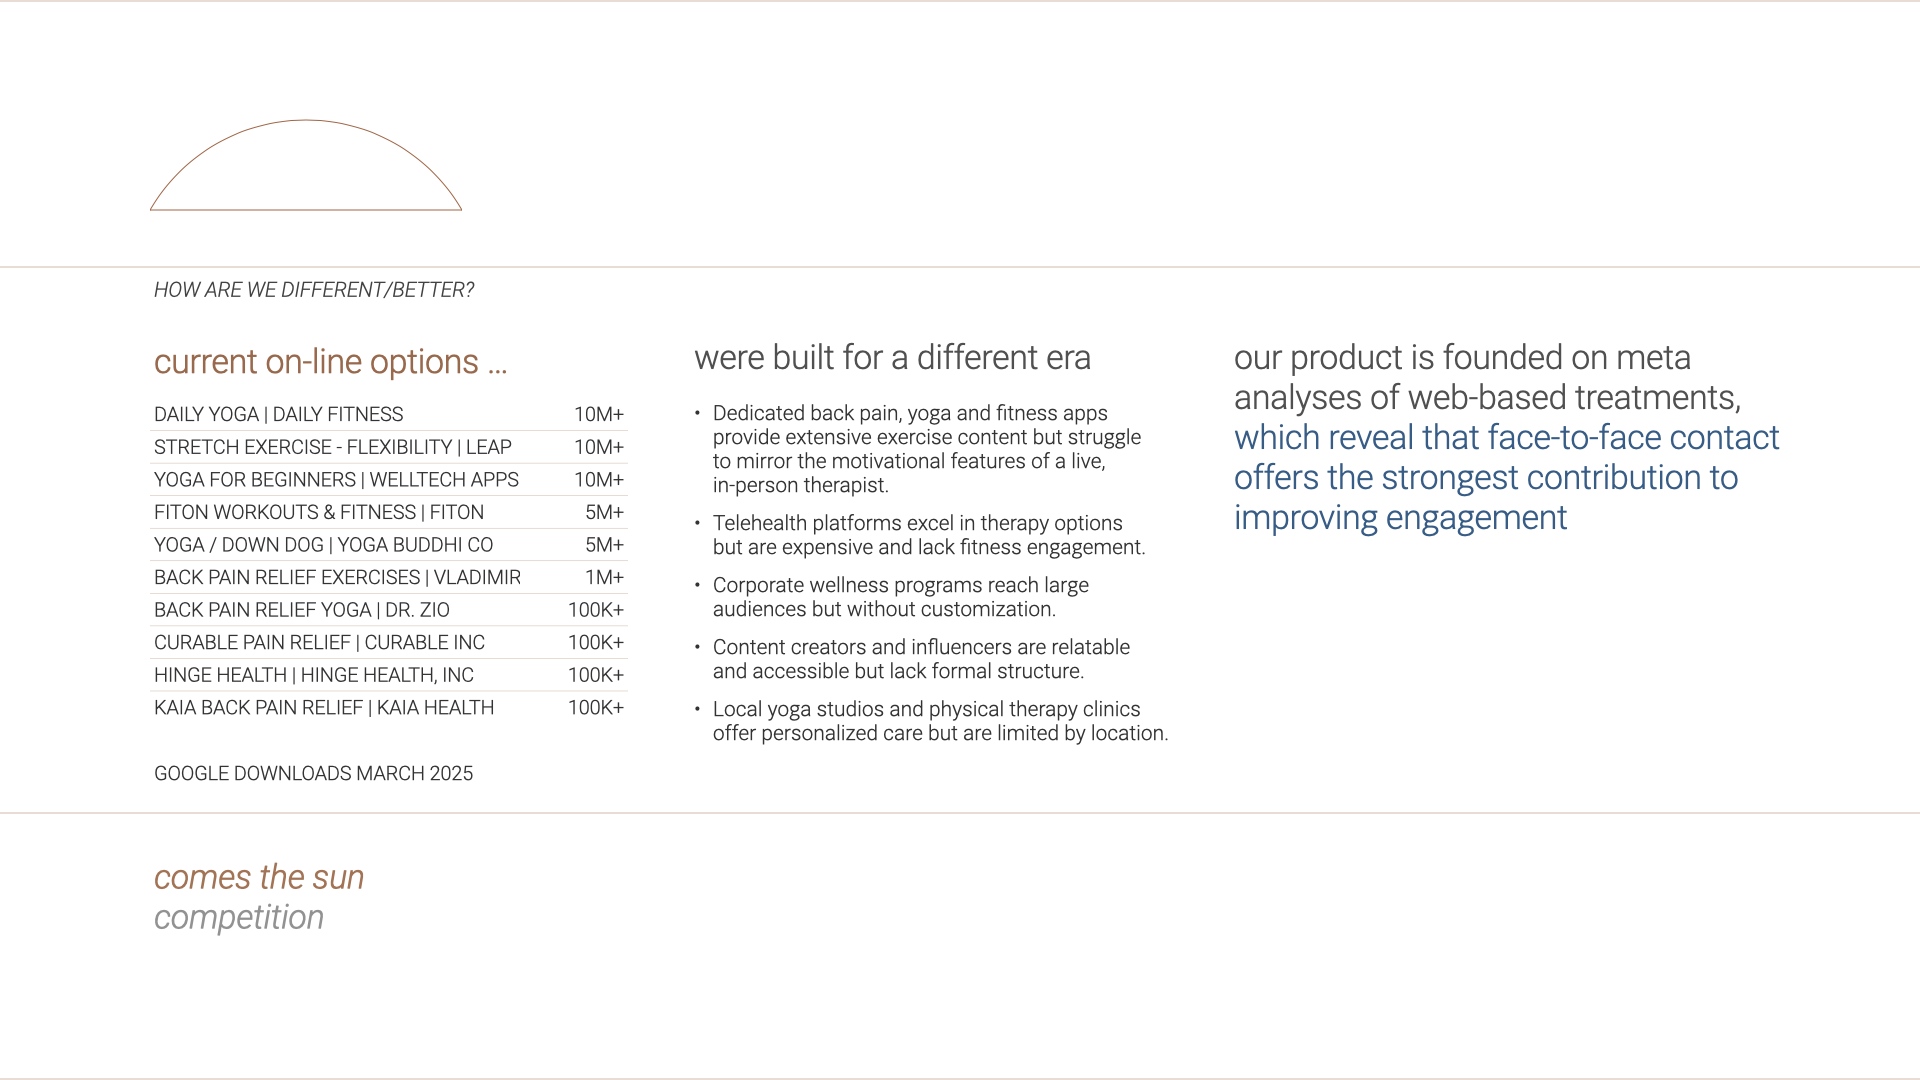 HOW ARE WE DIFFERENT/BETTER?
current on-line options ...
DAILY YOGA | DAILY FITNESS 10M+
STRETCH EXERCISE - FLEXIBILITY | LEAP 10M+
YOGA FOR BEGINNERS | WELLTECH APPS 10M+
FITON WORKOUTS & FITNESS | FITON 5M+
YOGA / DOWN DOG | YOGA BUDDHI CO 5M+
BACK PAIN RELIEF EXERCISES | VLADIMIR 1M+
BACK PAIN RELIEF YOGA | DR. ZIO 100K+
CURABLE PAIN RELIEF | CURABLE INC 100K+
HINGE HEALTH | HINGE HEALTH, INC 100K+
KAIA BACK PAIN RELIEF | KAIA HEALTH 100K+
GOOGLE DOWNLOADS MARCH 2025
were built for a different era
• Dedicated back pain, yoga and fitness apps
provide extensive exercise content but struggle
to mirror the motivational features of a live,
in-person therapist.
• Telehealth platforms excel in therapy options
but are expensive and lack fitness engagement.
• Corporate wellness programs reach large
audiences but without customization.
• Content creators and influencers are relatable
and accessible but lack formal structure.
• Local yoga studios and physical therapy clinics
offer personalized care but are limited by location.
our product is founded on meta
analyses of web-based treatments,
which reveal that face-to-face contact
offers the strongest contribution to
improving engagement
comes the sun
competition